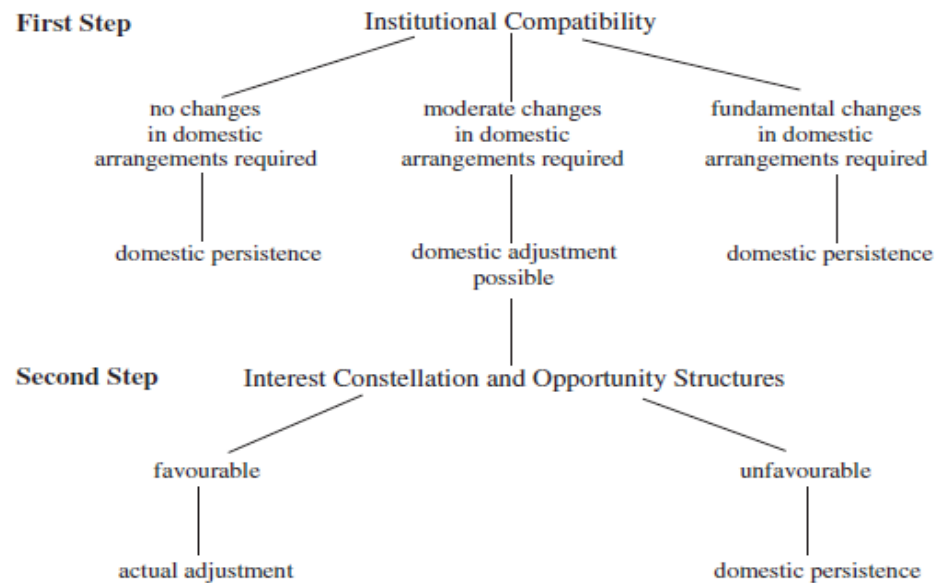 First Step
Institutional Compatibility
no changes
in domestic
arrangements required
moderate changes
in domestic
arrangements required
fundamental changes
in domestic
arrangements required
domestic persistence
domestic adjustment
possible
domestic persistence
Second Step
Interest Constellation and Opportunity Structures
favourable
unfavourable
actual adjustment
domestic persistence